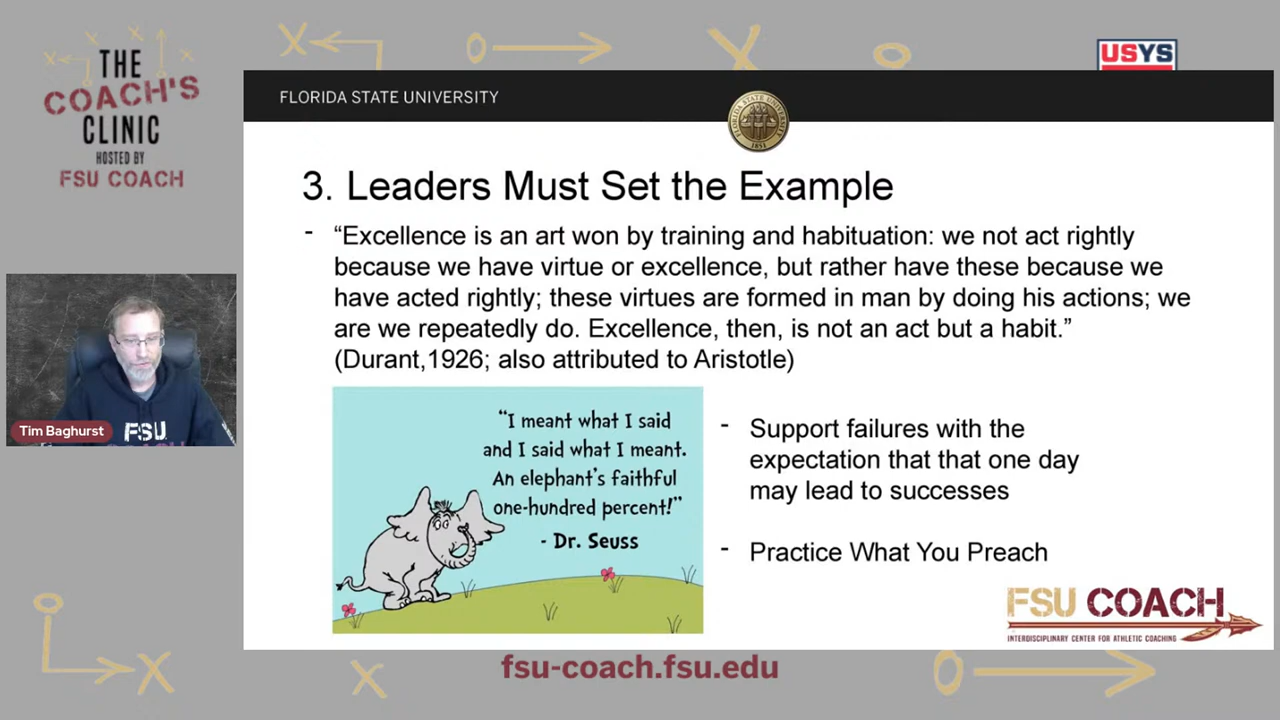 THE
COACH'S
CLINIC
HOSTED BY
FSU COACH
USYS
FLORIDA STATE UNIVERSITY
FLORIDA STATE UNIVERSITY
1851
3. Leaders Must Set the Example
- “Excellence is an art won by training and habituation: we not act rightly
because we have virtue or excellence, but rather have these because we
have acted rightly; these virtues are formed in man by doing his actions; we
are we repeatedly do. Excellence, then, is not an act but a habit.”
(Durant,1926; also attributed to Aristotle)
“I meant what I said
and I said what I meant.
An elephant's faithful
one-hundred percent!”
- Dr. Seuss
- Support failures with the
expectation that that one day
may lead to successes
- Practice What You Preach
FSU
Tim Baghurst
FSU COACH
INTERDISCIPLINARY CENTER FOR ATHLETIC COACHING
fsu-coach.fsu.edu